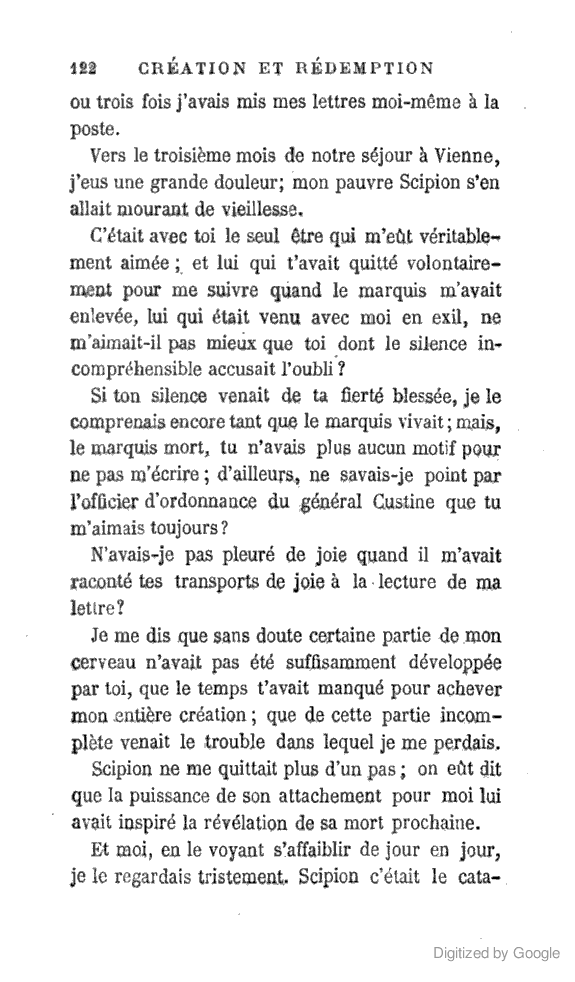 122 CRÉATION ET RÉDEMPTION
ou trois fois j'avais mis mes lettres moi-même à la
poste.
Vers le troisième mois de notre séjour à Vienne,
j'eus une grande douleur; mon pauvre Scipion s'en
allait mourant de vieillesse.
C'était avec toi le seul être qui m'eût véritable-
ment aimée ; et lui qui t'avait quitté volontaire-
ment pour me suivre quand le marquis m'avait
enlevée, lui qui était venu avec moi en exil, ne
m'aimait-il pas mieux que toi dont le silence in-
compréhensible accusait l'oubli ?
Si ton silence venait de ta fierté blessée, je le
comprenais encore tant que le marquis vivait ; mais,
le marquis mort, tu n'avais plus aucun motif pour
ne pas m'écrire ; d'ailleurs, ne savais-je point par
l'officier d'ordonnance du général Custine que tu
m'aimais toujours ?
N'avais-je pas pleuré de joie quand il m'avait
raconté tes transports de joie à la lecture de ma
lettre ?
Je me dis que sans doute certaine partie de mon
cerveau n'avait pas été suffisamment développée
par toi, que le temps t'avait manqué pour achever
mon entière création ; que de cette partie incom-
plète venait le trouble dans lequel je me perdais.
Scipion ne me quittait plus d'un pas ; on eût dit
que la puissance de son attachement pour moi lui
avait inspiré la révélation de sa mort prochaine.
Et moi, en le voyant s'affaiblir de jour en jour,
je le regardais tristement. Scipion c'était le cata-
Digitized by Google